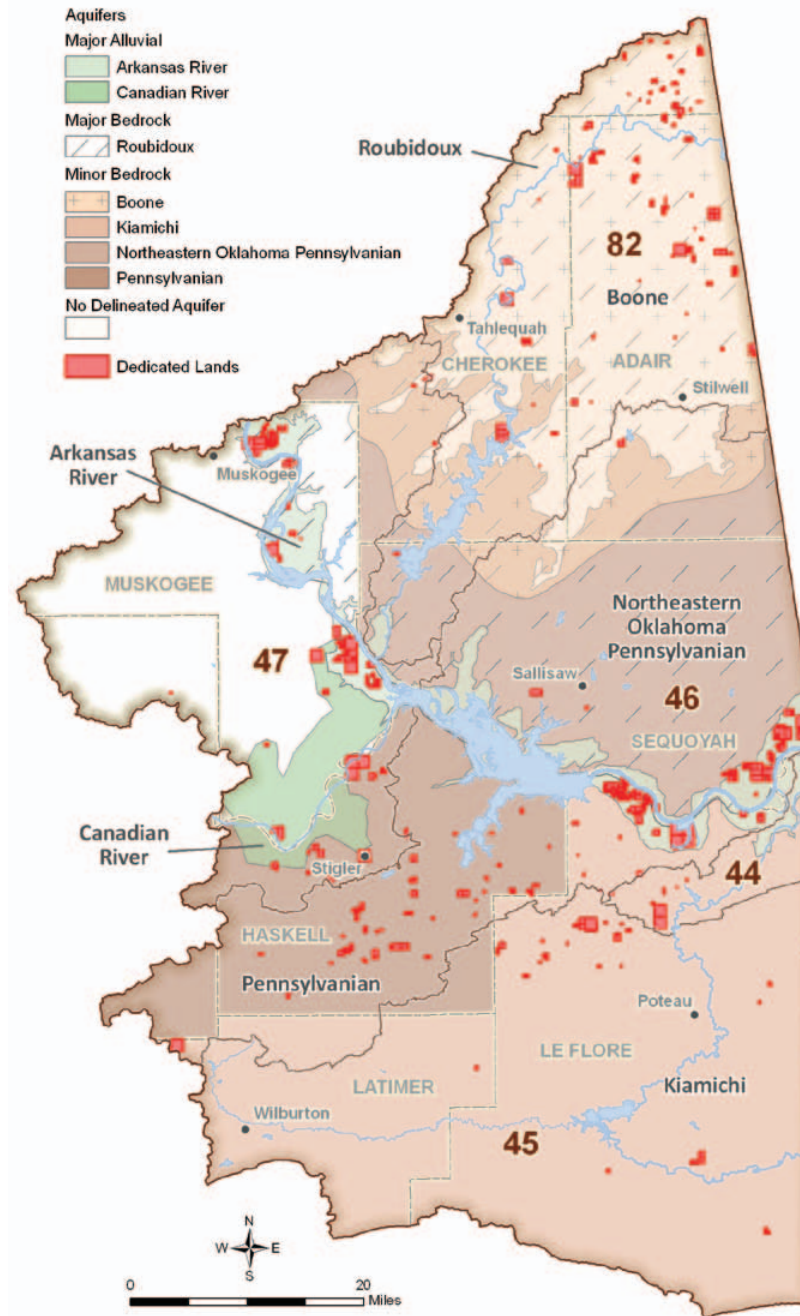 Aquifers
Major Alluvial
Arkansas River
Canadian River
Major Bedrock
Roubidoux
Minor Bedrock
Boone
Kiamichi
Northeastern Oklahoma Pennsylvanian
Pennsylvanian
No Delineated Aquifer
Dedicated Lands
Roubidoux
82
Boone
Tahlequah
CHEROKEE
ADAIR
Stilwell
Arkansas
River
Muskogee
MUSKOGEE
47
Northeastern
Oklahoma
Pennsylvanian
Sallisaw
46
SEQUOYAH
Canadian
River
Stigler
44
HASKELL
Pennsylvanian
Poteau
LE FLORE
LATIMER
Kiamichi
Wilburton
45
N
W
E
S
0
20
Miles